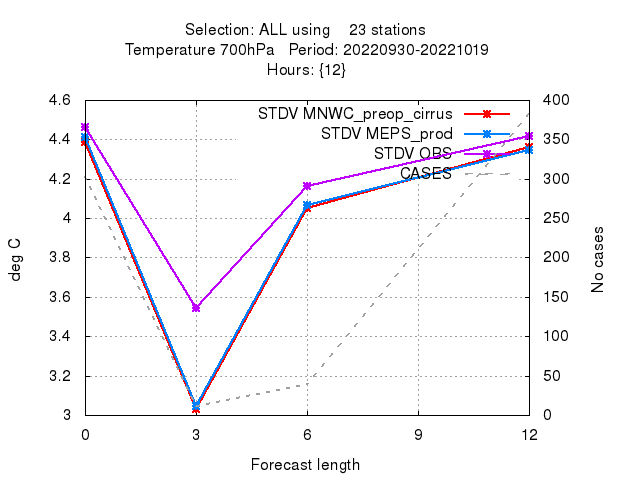 Selection: ALL using    23 stations
Temperature 700hPa   Period: 20220930-20221019
Hours: {12}
STDV MNWC_preop_cirrus
STDV MEPS_prod
STDV OBS
CASES
4.6
4.4
4.2
4
3.8
3.6
3.4
3.2
3
400
350
300
250
200
150
100
50
0
deg C
No cases
0
3
6
9
12
Forecast length